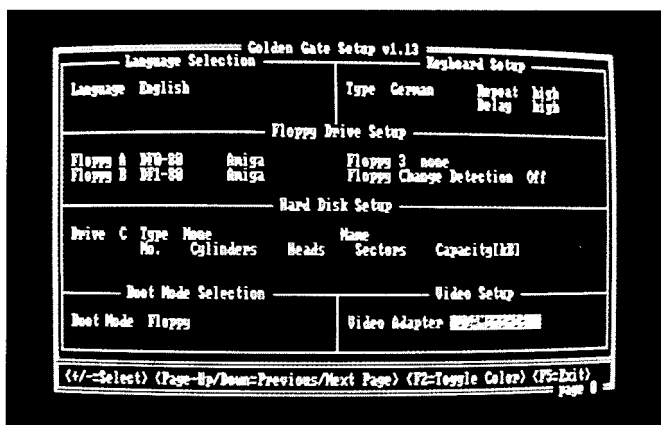 Golden Gate Setup v1.13
Language Selection
Keyboard Setup
Language English
Type German
Repeat high
Delay high
Floppy Drive Setup
Floppy A DF0-80 Amiga
Floppy 3 none
Floppy B DF1-80 Amiga
Floppy Change Detection Off
Hard Disk Setup
Drive C Type None Name
No. Cylinders Heads Sectors Capacity[kB]
Boot Mode Selection
Video Setup
Boot Mode Floppy
Video Adapter
<+/-=Select> <Page-Up/Down=Previous/Next Page> <F2=Toggle Color> <F5=Exit>
page 0